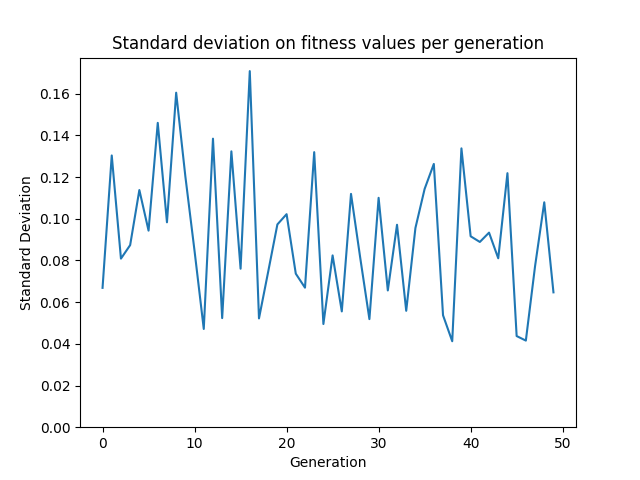 Standard deviation on fitness values per generation
0.16
0.14
0.12
0.10
0.08
0.06
0.04
0.02
0.00
Standard Deviation
0 10 20 30 40 50
Generation